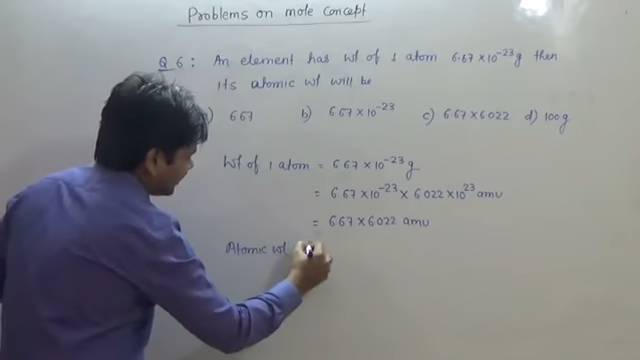 Problems on mole Concept
Q 6 : An element has wt of 1 atom 6.67 × 10⁻²³ g then
its atomic wt will be
) 6.67 b) 6.67 × 10⁻²³ c) 6.67 × 6.022 d) 100g
Wt of 1 atom = 6.67 × 10⁻²³ g
= 6.67 × 10⁻²³ × 6.022 × 10²³ amu
= 6.67 × 6.022 amu
Atomic wt